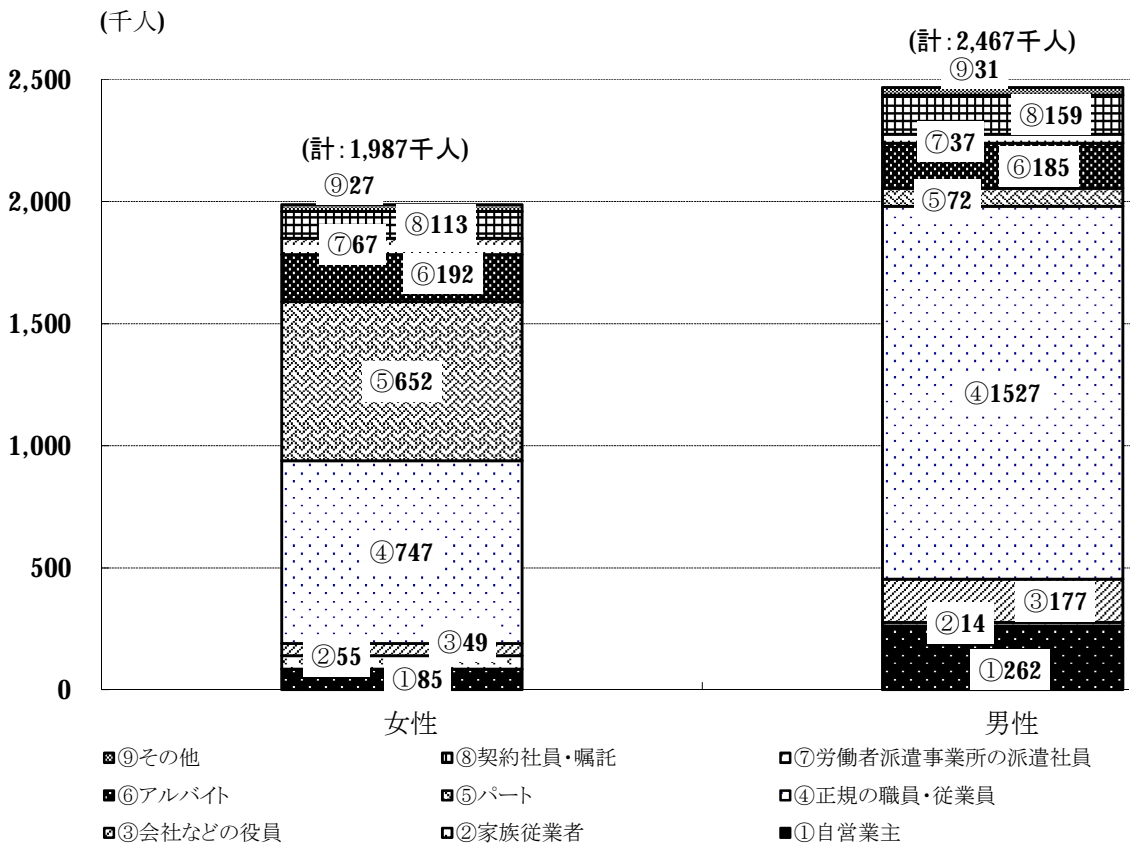 (千人)
(計:2,467千人)
2,500
⑨31
⑧159
⑦37
⑥185
(計:1,987千人)
2,000
⑨27
⑤72
⑧113
⑦67
⑥192
1,500
⑤652
④1527
1,000
④747
500
③177
②14
③49
②55
①262
①85
0
女性
男性
⑨その他
⑧契約社員・嘱託
⑦労働者派遣事業所の派遣社員
⑥アルバイト
⑤パート
④正規の職員・従業員
③会社などの役員
②家族従業者
①自営業主